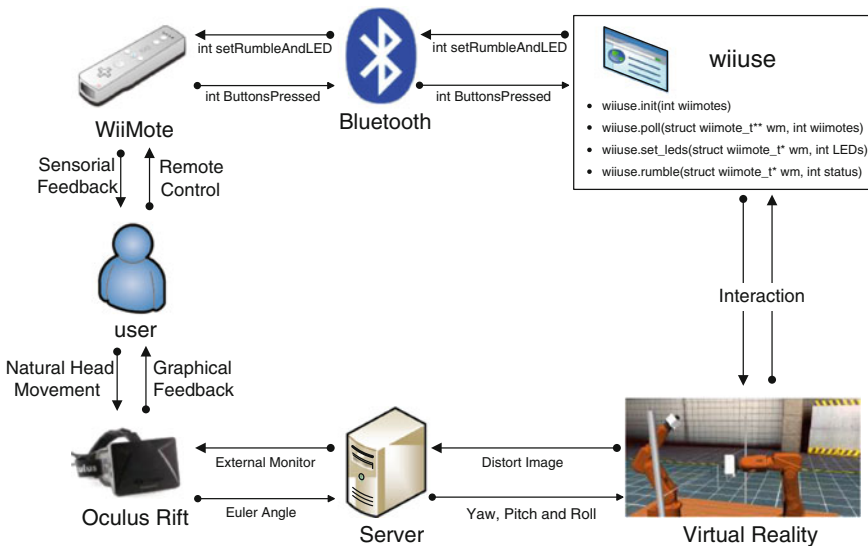 int setRumbleAndLED
int setRumbleAndLED
int ButtonsPressed
int ButtonsPressed
WiiMote
Bluetooth
wiiuse
• wiiuse.init(int wiimotes)
• wiiuse.poll(struct wiimote_t** wm, int wiimotes)
• wiiuse.set_leds(struct wiimote_t* wm, int LEDs)
• wiiuse.rumble(struct wiimote_t* wm, int status)
Sensorial
Feedback
Remote
Control
user
Interaction
Natural Head
Movement
Graphical
Feedback
External Monitor
Distort Image
Euler Angle
Yaw, Pitch and Roll
Oculus Rift
Server
Virtual Reality